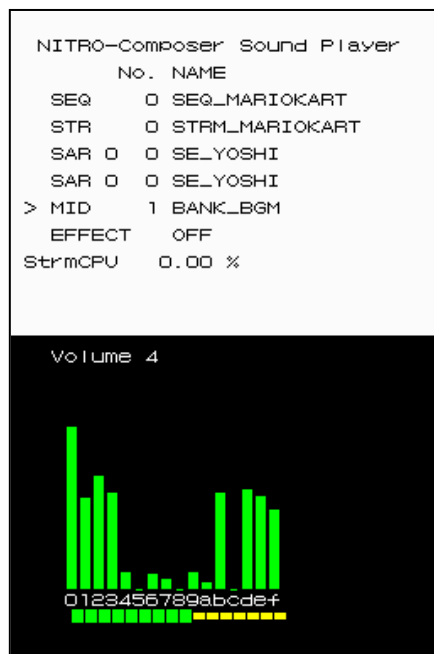 NITRO-Composer Sound Player
No. NAME
SEQ 0 SEQ_MARIOKART
STR 0 STRM_MARIOKART
SAR 0 0 SE_YOSHI
SAR 0 0 SE_YOSHI
> MID 1 BANK_BGM
EFFECT OFF
StrmCPU 0.00 %
Volume 4
0123456789abcdef